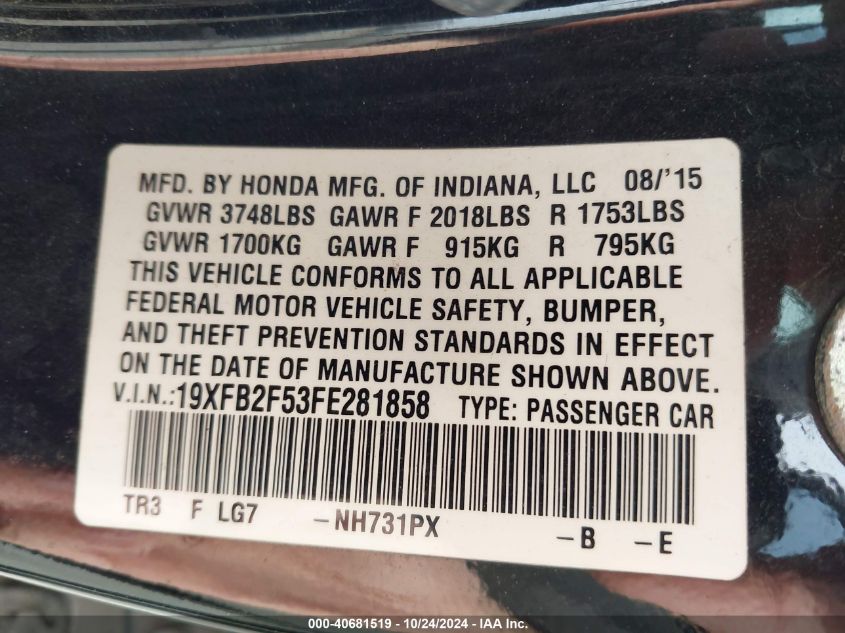 MFD. BY HONDA MFG. OF INDIANA, LLC 08/'15
GVWR 3748LBS GAWR F 2018LBS R 1753LBS
GVWR 1700KG GAWR F 915KG R 795KG
THIS VEHICLE CONFORMS TO ALL APPLICABLE
FEDERAL MOTOR VEHICLE SAFETY, BUMPER,
AND THEFT PREVENTION STANDARDS IN EFFECT
ON THE DATE OF MANUFACTURE SHOWN ABOVE.
V.I.N.:19XFB2F53FE281858 TYPE: PASSENGER CAR
TR3 F LG7 -NH731PX -B -E
000-40681519 • 10/24/2024 • IAA Inc.